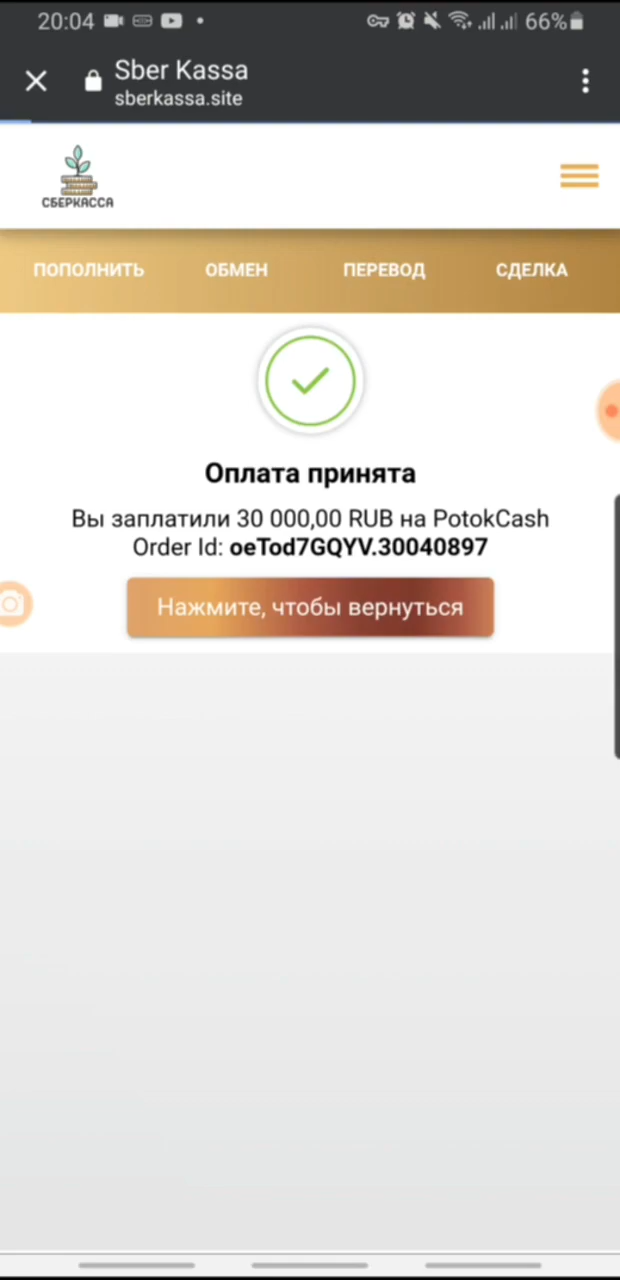 20:04
66%
Sber Kassa
sberkassa.site
СБЕРКАССА
ПОПОЛНИТЬ ОБМЕН ПЕРЕВОД СДЕЛКА
Оплата принята
Вы заплатили 30 000,00 RUB на PotokCash
Order Id: oeTod7GQYV.30040897
Нажмите, чтобы вернуться